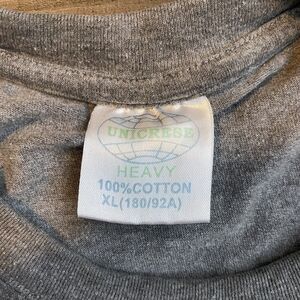 UNICRESE
HEAVY
100%COTTON
XL(180/92A)